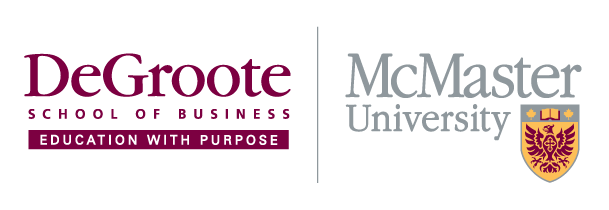 DeGroote
SCHOOL OF BUSINESS
EDUCATION WITH PURPOSE
McMaster
University